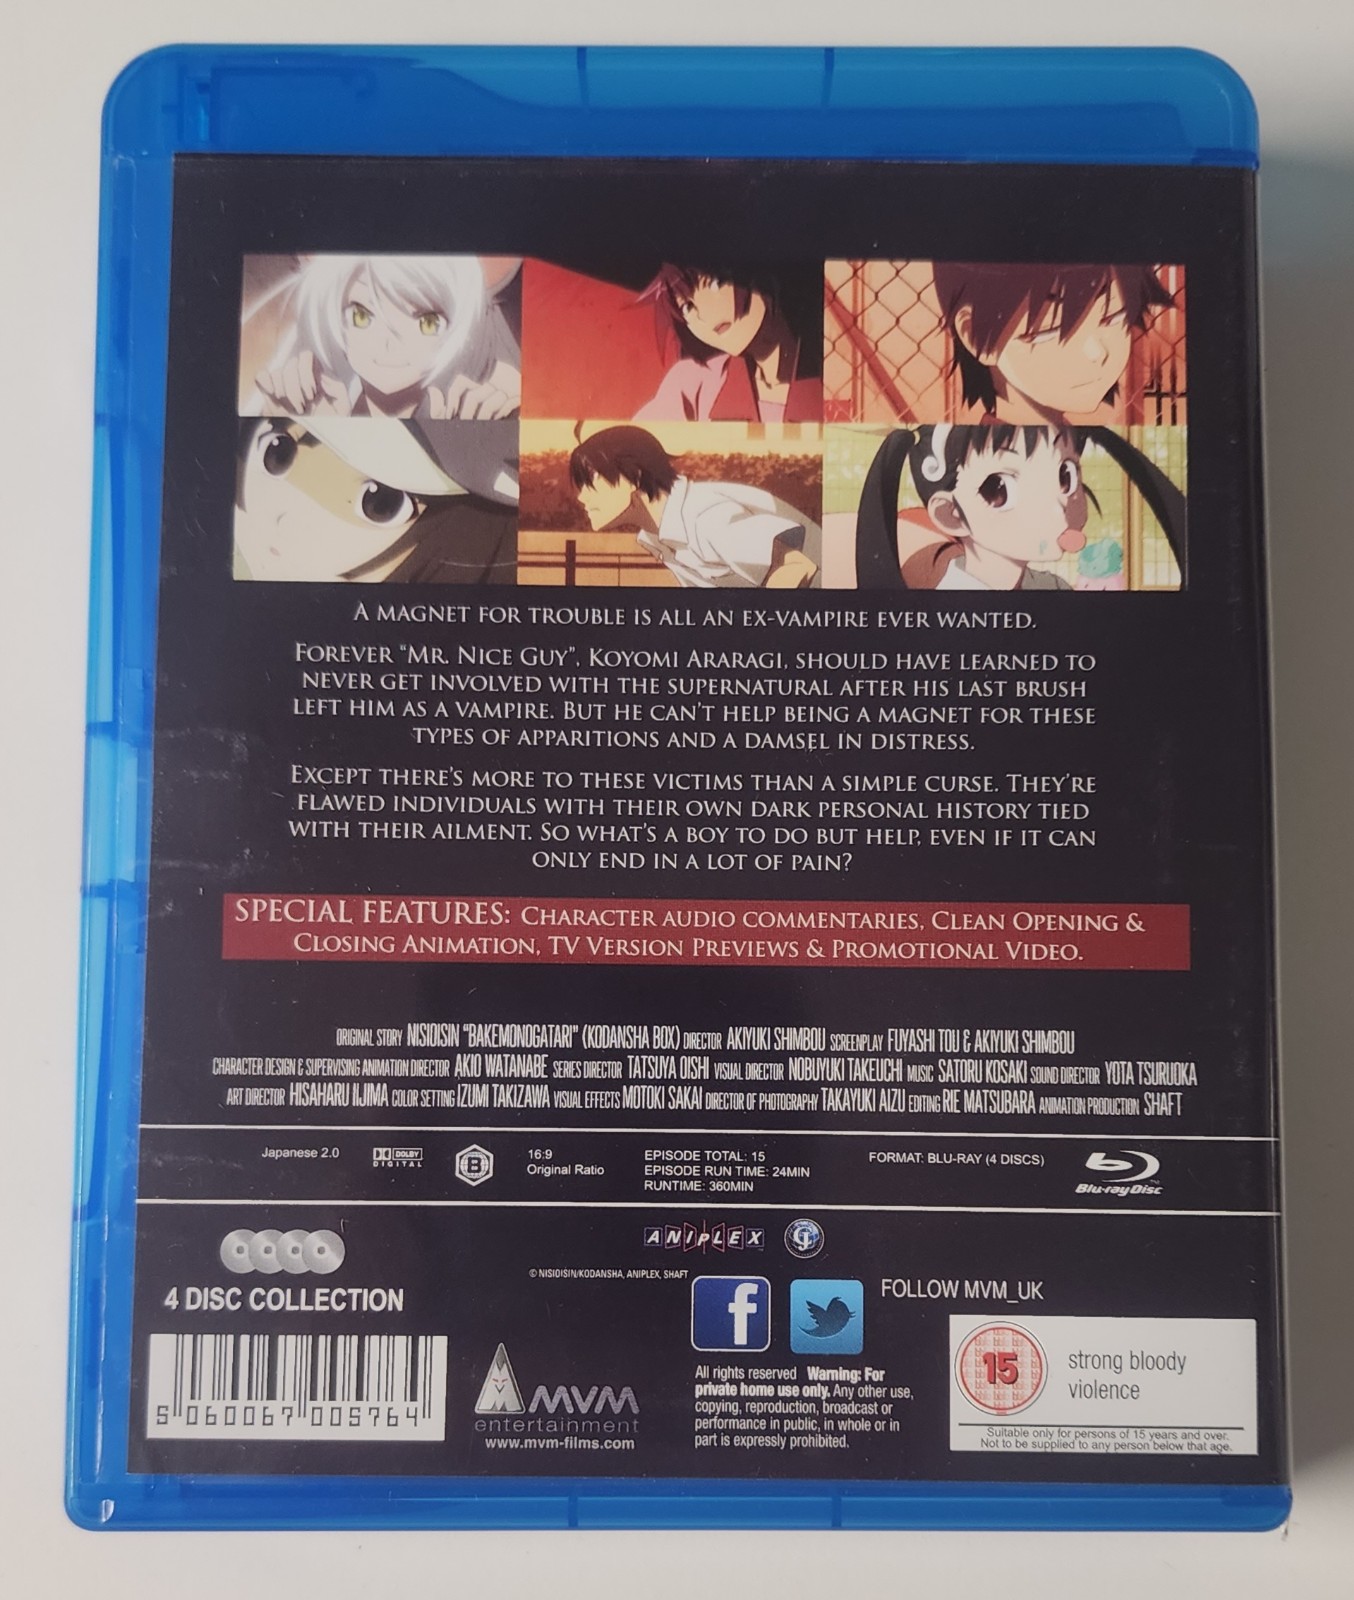 A MAGNET FOR TROUBLE IS ALL AN EX-VAMPIRE EVER WANTED.
FOREVER “MR. NICE GUY”, KOYOMI ARARAGI, SHOULD HAVE LEARNED TO
NEVER GET INVOLVED WITH THE SUPERNATURAL AFTER HIS LAST BRUSH
LEFT HIM AS A VAMPIRE. BUT HE CAN’T HELP BEING A MAGNET FOR THESE
TYPES OF APPARITIONS AND A DAMSEL IN DISTRESS.
EXCEPT THERE’S MORE TO THESE VICTIMS THAN A SIMPLE CURSE. THEY’RE
FLAWED INDIVIDUALS WITH THEIR OWN DARK PERSONAL HISTORY TIED
WITH THEIR AILMENT. SO WHAT’S A BOY TO DO BUT HELP, EVEN IF IT CAN
ONLY END IN A LOT OF PAIN?
SPECIAL FEATURES: CHARACTER AUDIO COMMENTARIES, CLEAN OPENING &
CLOSING ANIMATION, TV VERSION PREVIEWS & PROMOTIONAL VIDEO.
ORIGINAL STORY NISIOISIN “BAKEMONOGATARI” (KODANSHA BOX) DIRECTOR AKIYUKI SHIMBOU SCREENPLAY FUYASHI TOU & AKIYUKI SHIMBOU
CHARACTER DESIGN & SUPERVISING ANIMATION DIRECTOR AKIO WATANABE SERIES DIRECTOR TATSUYA OISHI VISUAL DIRECTOR NOBUYUKI TAKEUCHI MUSIC SATORU KOSAKI SOUND DIRECTOR YOTA TSURUOKA
ART DIRECTOR HISAHARU IIJIMA COLOR SETTING IZUMI TAKIZAWA VISUAL EFFECTS MOTOKI SAKAI DIRECTOR OF PHOTOGRAPHY TAKAYUKI AIZU EDITING RIE MATSUBARA ANIMATION PRODUCTION SHAFT
Japanese 2.0
DOLBY
DIGITAL
B
16:9
Original Ratio
EPISODE TOTAL: 15
EPISODE RUN TIME: 24MIN
RUNTIME: 360MIN
FORMAT: BLU-RAY (4 DISCS)
Blu-ray Disc
TM
ANIPLEX
© NISIOISIN/KODANSHA, ANIPLEX, SHAFT
4 DISC COLLECTION
5 060067 005764
MVM
entertainment
www.mvm-films.com
f
FOLLOW MVM_UK
All rights reserved Warning: For
private home use only. Any other use,
copying, reproduction, broadcast or
performance in public, in whole or in
part is expressly prohibited.
15
strong bloody
violence
Suitable only for persons of 15 years and over.
Not to be supplied to any person below that age.